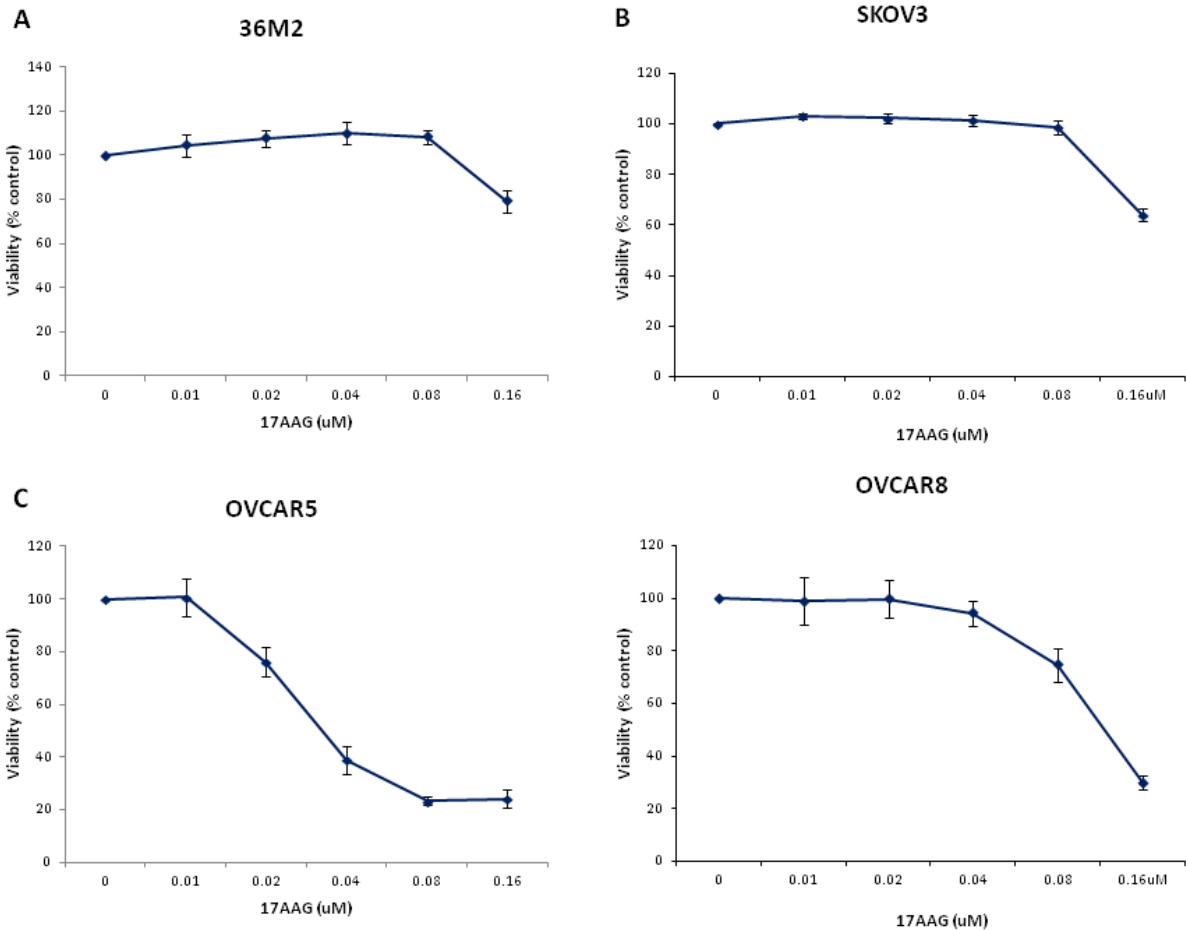 A
36M2
140
120
100
80
60
40
20
0
Viability (% control)
0 0.01 0.02 0.04 0.08 0.16
17AAG (uM)
B
SKOV3
120
100
80
60
40
20
0
Viability (% control)
0 0.01 0.02 0.04 0.08 0.16uM
17AAG (uM)
C
OVCAR5
120
100
80
60
40
20
0
Viability (% control)
0 0.01 0.02 0.04 0.08 0.16
17AAG (uM)
OVCAR8
120
100
80
60
40
20
0
Viability (% control)
0 0.01 0.02 0.04 0.08 0.16uM
17AAG (uM)